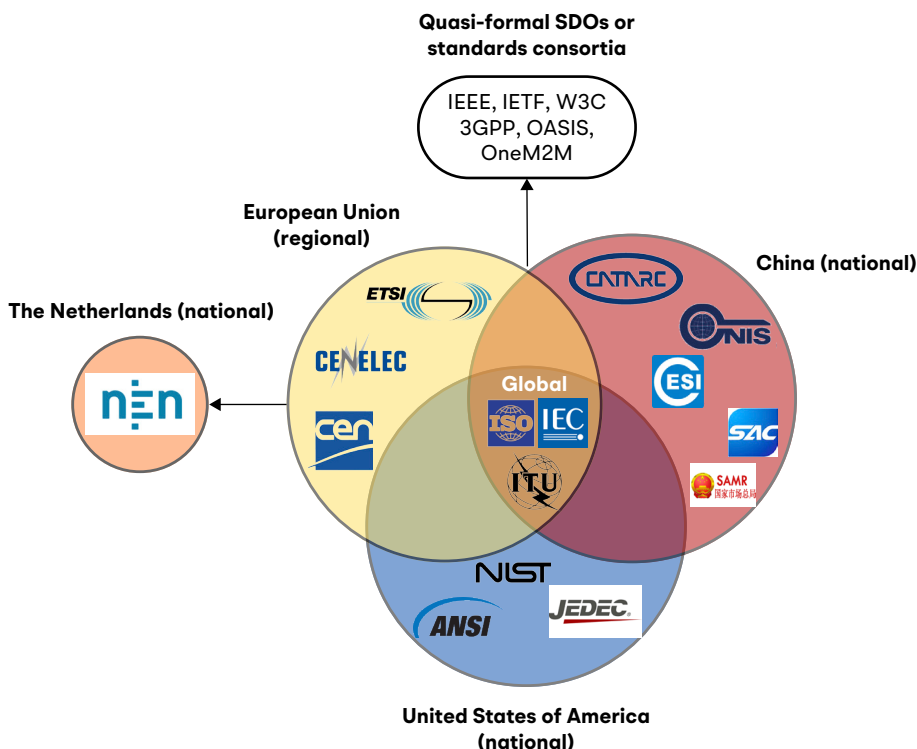 Quasi-formal SDOs or
standards consortia
IEEE, IETF, W3C
3GPP, OASIS,
OneM2M
European Union
(regional)
China (national)
The Netherlands (national)
ETSI
CATARC
CNIS
CENELEC
CESI
nen
Global
ISO
IEC
cen
SAC
ITU
SAMR
国家市场总局
NIST
ANSI
JEDEC®
United States of America
(national)